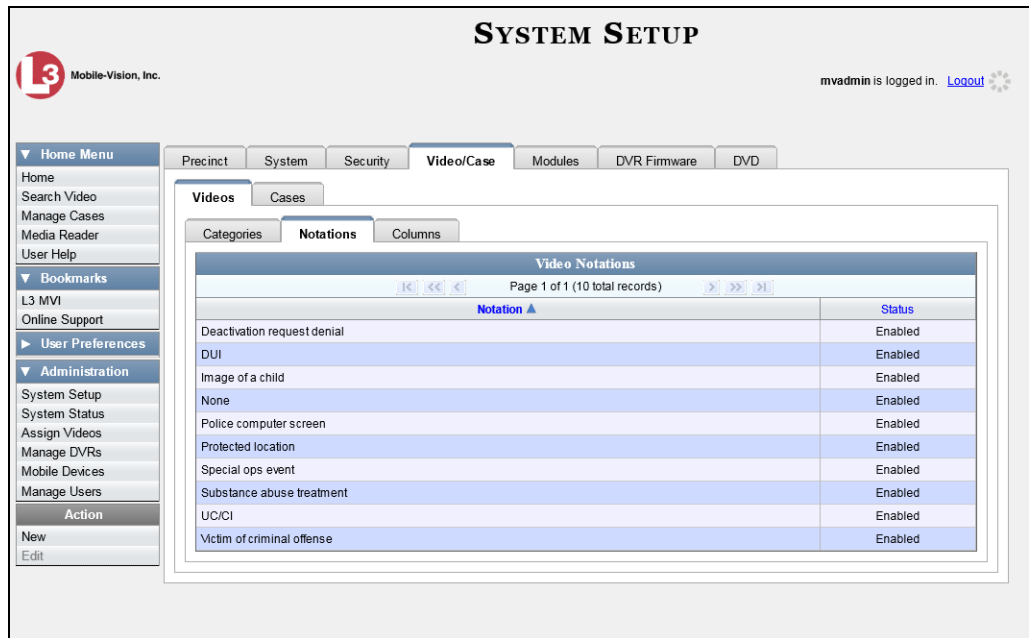 SYSTEM SETUP
L3 Mobile-Vision, Inc.
mvadmin is logged in. Logout
Home Menu
Home
Search Video
Manage Cases
Media Reader
User Help
Bookmarks
L3 MVI
Online Support
User Preferences
Administration
System Setup
System Status
Assign Videos
Manage DVRs
Mobile Devices
Manage Users
Action
New
Edit
Precinct System Security Video/Case Modules DVR Firmware DVD
Videos Cases
Categories Notations Columns
Video Notations
Page 1 of 1 (10 total records)
Notation Status
Deactivation request denial Enabled
DUI Enabled
Image of a child Enabled
None Enabled
Police computer screen Enabled
Protected location Enabled
Special ops event Enabled
Substance abuse treatment Enabled
UC/CI Enabled
Victim of criminal offense Enabled